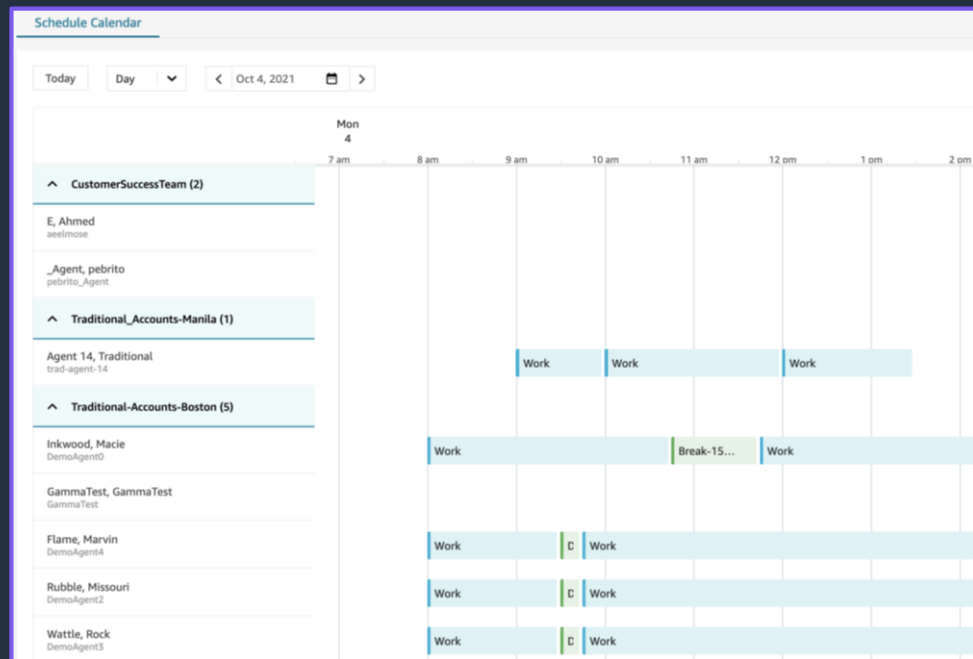 Schedule Calendar
Today Day Oct 4, 2021
Mon
4
7 am 8 am 9 am 10 am 11 am 12 pm 1 pm 2 pm
CustomerSuccessTeam (2)
E, Ahmed
aeelmose
_Agent, pebrito
pebrito_Agent
Traditional_Accounts-Manila (1)
Agent 14, Traditional
trad-agent-14
Work Work Work
Traditional-Accounts-Boston (5)
Inkwood, Macie
DemoAgent0
Work Break-15... Work
GammaTest, GammaTest
GammaTest
Flame, Marvin
DemoAgent4
Work Work
Rubble, Missouri
DemoAgent2
Work Work
Wattle, Rock
DemoAgent3
Work Work